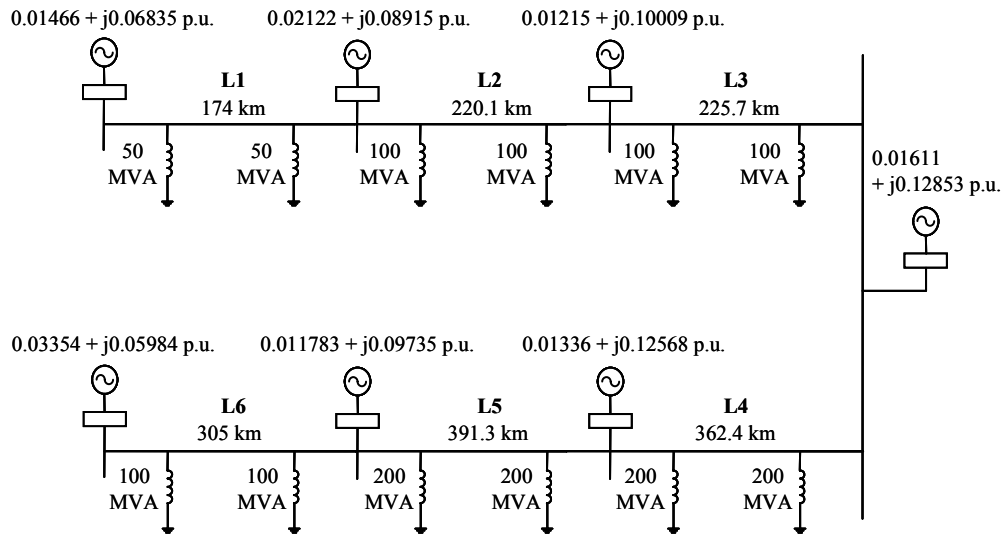 0.01466 + j0.06835 p.u.
0.02122 + j0.08915 p.u.
0.01215 + j0.10009 p.u.
L1
L2
L3
174 km
220.1 km
225.7 km
50
MVA
50
MVA
100
MVA
100
MVA
100
MVA
100
MVA
0.01611
+ j0.12853 p.u.
0.03354 + j0.05984 p.u.
0.011783 + j0.09735 p.u.
0.01336 + j0.12568 p.u.
L6
L5
L4
305 km
391.3 km
362.4 km
100
MVA
100
MVA
200
MVA
200
MVA
200
MVA
200
MVA